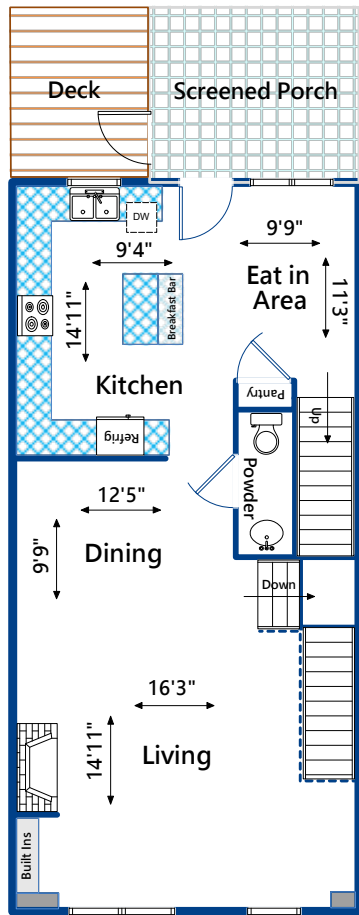 Deck
Screened Porch
DW
9'4"
9'9"
Breakfast Bar
14'11"
Eat in
Area
11'3"
Kitchen
Pantry
Up
Refrig
Powder
12'5"
9'9"
Dining
Down
16'3"
14'11"
Living
Built Ins